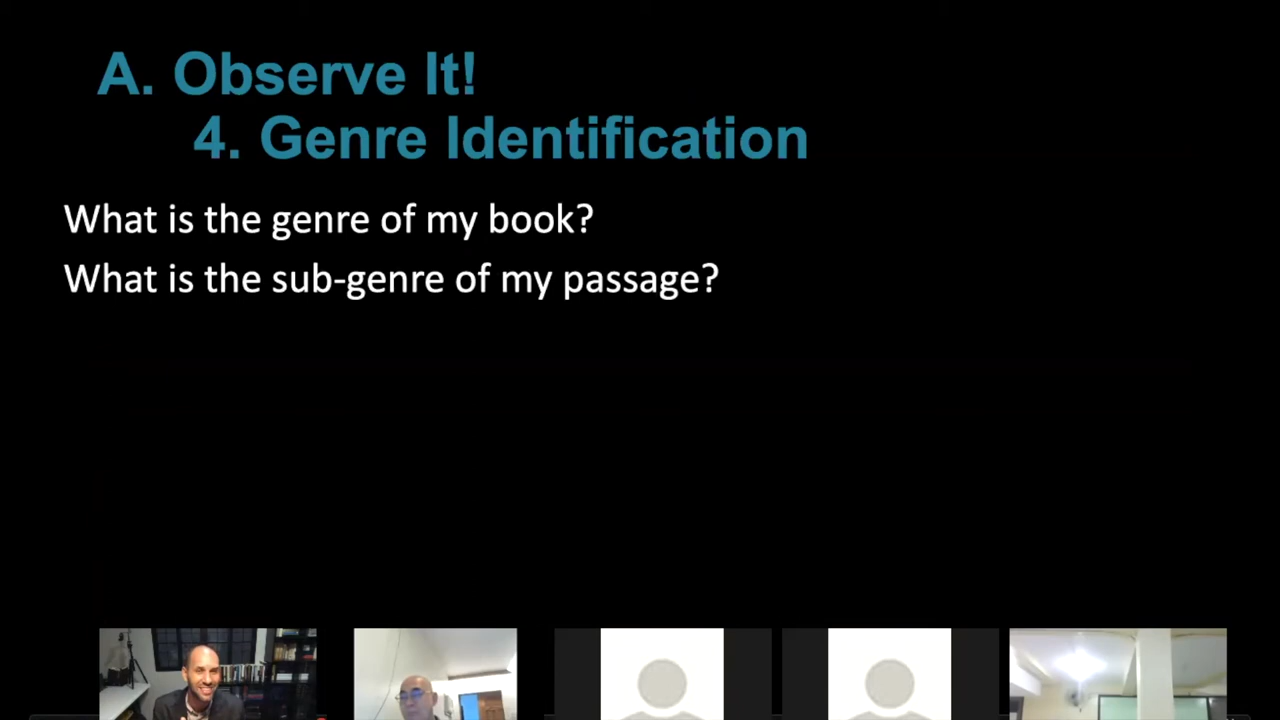 A. Observe It!
4. Genre Identification
What is the genre of my book?
What is the sub-genre of my passage?